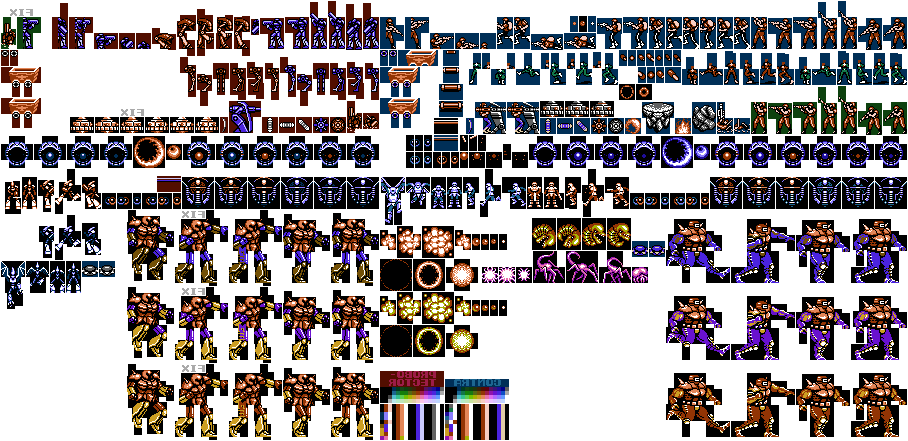 FIX
FIX
FIX
FIX
FIX
PROBO-
TECTOR
CONTRA